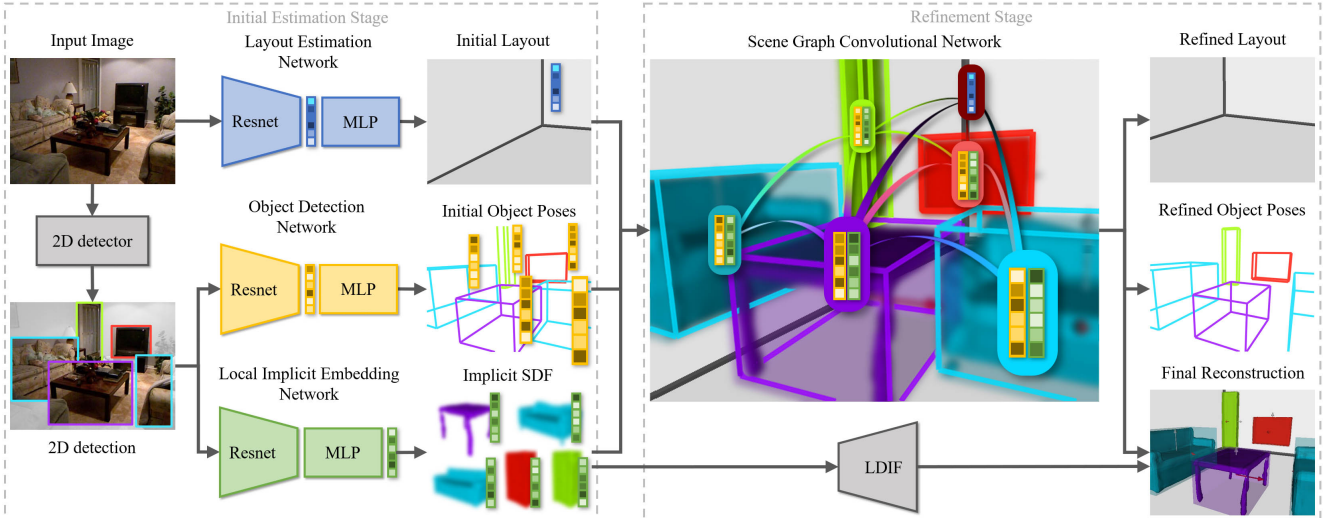 Initial Estimation Stage
Refinement Stage
Input Image
Layout Estimation
Network
Initial Layout
Scene Graph Convolutional Network
Refined Layout
Resnet
MLP
2D detector
Object Detection
Network
Initial Object Poses
Refined Object Poses
Resnet
MLP
Local Implicit Embedding
Network
Implicit SDF
Final Reconstruction
2D detection
Resnet
MLP
LDIF